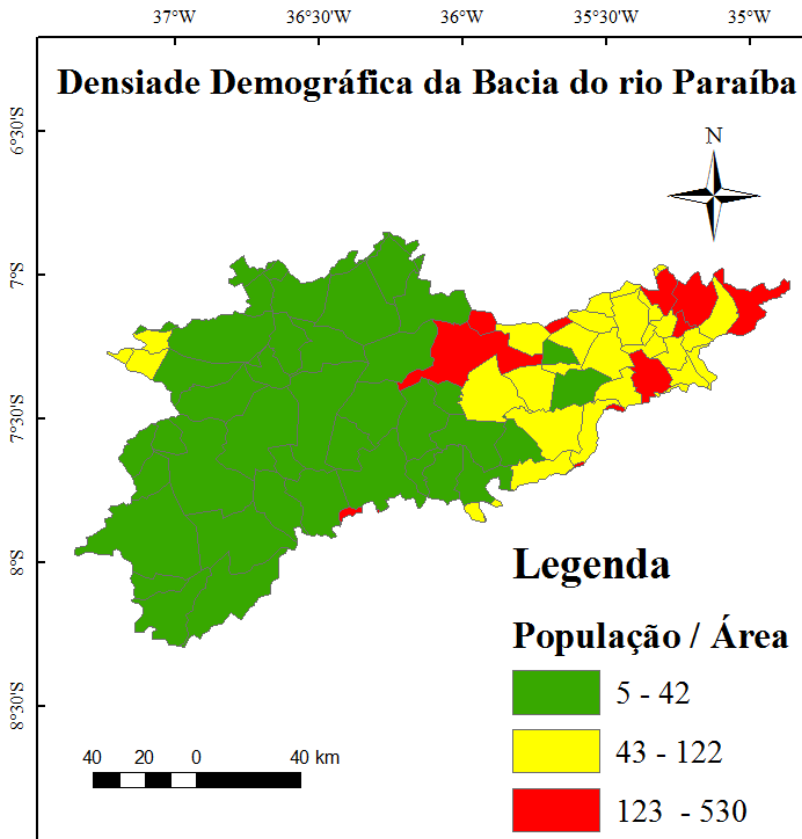 37°W 36°30'W 36°W 35°30'W 35°W
Densiade Demográfica da Bacia do rio Paraíba
6°30'S
N
7°S
7°30'S
8°S
8°30'S
Legenda
População / Área
5 - 42
43 - 122
123 - 530
40 20 0 40 km